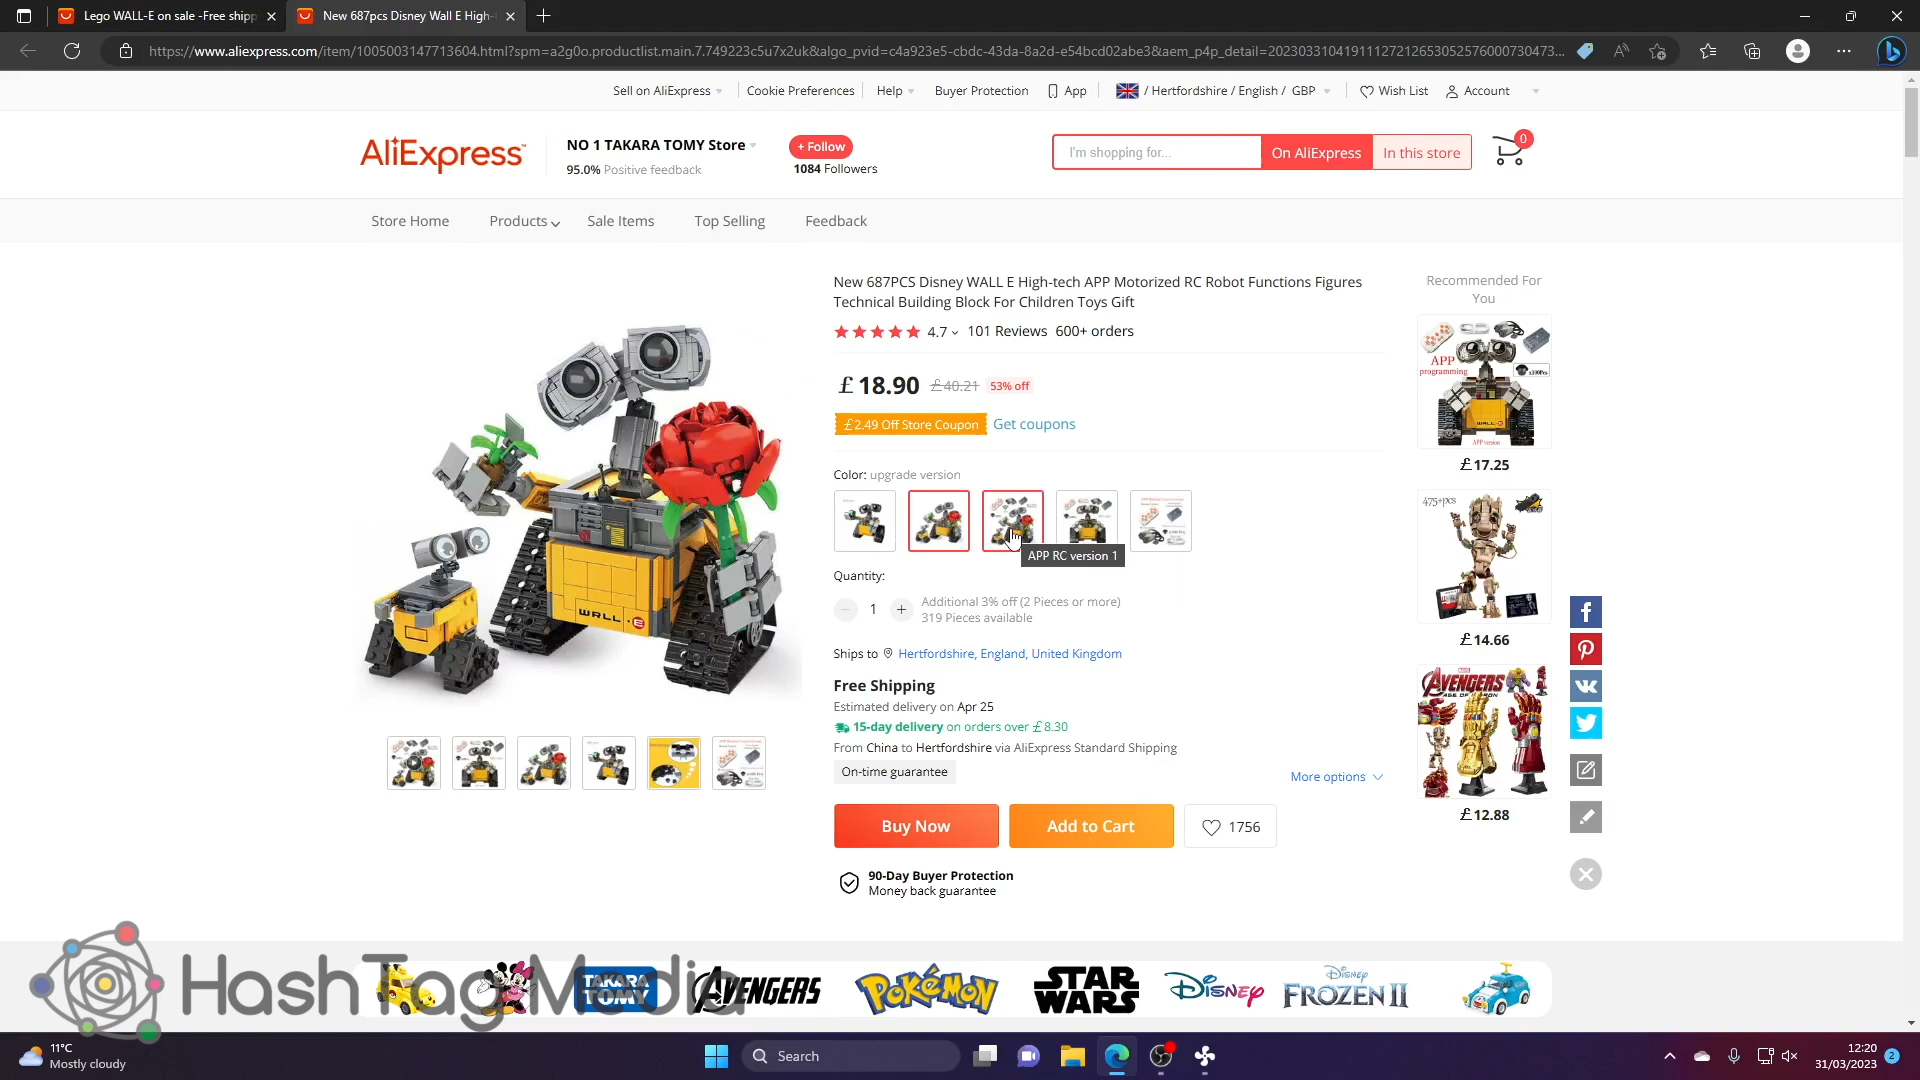 Lego WALL-E on sale -Free shipp
New 687pcs Disney Wall E High-
https://www.aliexpress.com/item/1005003147713604.html?spm=a2g0o.productlist.main.7.749223c5u7x2uk&algo_pvid=c4a923e5-cbdc-43da-8a2d-e54bcd02abe3&aem_p4p_detail=202303310419111272126530525760007304​73...
Sell on AliExpress
Cookie Preferences
Help
Buyer Protection
App
/ Hertfordshire / English / GBP
Wish List
Account
AliExpress
NO 1 TAKARA TOMY Store
95.0% Positive feedback
+ Follow
1084 Followers
I'm shopping for...
On AliExpress
In this store
0
Store Home
Products
Sale Items
Top Selling
Feedback
New 687PCS Disney WALL E High-tech APP Motorized RC Robot Functions Figures
Technical Building Block For Children Toys Gift
4.7
101 Reviews
600+ orders
£18.90
£40.21
53% off
£2.49 Off Store Coupon
Get coupons
Color: upgrade version
APP RC version 1
Quantity:
1
Additional 3% off (2 Pieces or more)
319 Pieces available
Ships to
Hertfordshire, England, United Kingdom
Free Shipping
Estimated delivery on Apr 25
15-day delivery on orders over £8.30
From China to Hertfordshire via AliExpress Standard Shipping
On-time guarantee
More options
Buy Now
Add to Cart
1756
90-Day Buyer Protection
Money back guarantee
WALL•E
Recommended For
You
APP
programming
WALL-E
APP version
£17.25
475+pcs
£14.66
AVENGERS
£12.88
HashTagMedia
TAKARA
TOMY
AVENGERS
POKéMON
STAR
WARS
Disney
Disney
FROZEN II
11°C
Mostly cloudy
Search
12:20
31/03/2023
2